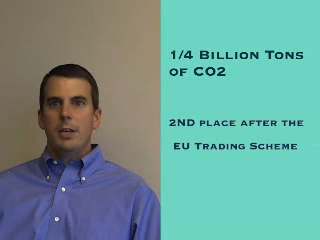 1/4 Billion Tons
of CO2
2nd place after the
EU Trading Scheme